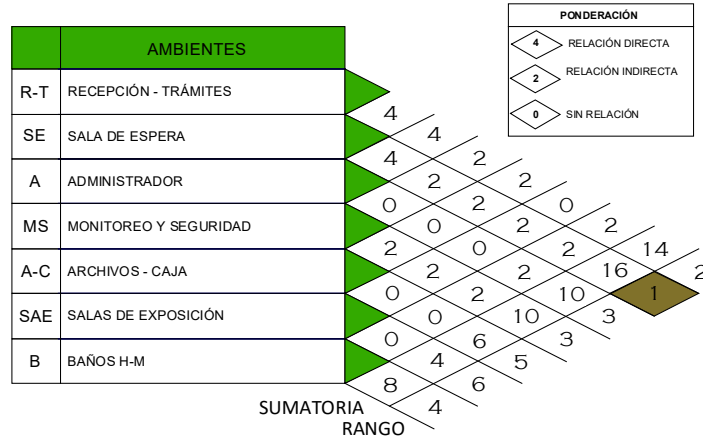 PONDERACIÓN
4 RELACIÓN DIRECTA
2 RELACIÓN INDIRECTA
0 SIN RELACIÓN
AMBIENTES
R-T RECEPCIÓN - TRÁMITES
SE SALA DE ESPERA
A ADMINISTRADOR
MS MONITOREO Y SEGURIDAD
A-C ARCHIVOS - CAJA
SAE SALAS DE EXPOSICIÓN
B BAÑOS H-M
4
4
4 2
2 2
0 2 0
0 2 2
2 0 2 14
2 2 16 2
0 2 10 1
0 10 3
0 6 3
4 5
8 6
4
SUMATORIA
RANGO